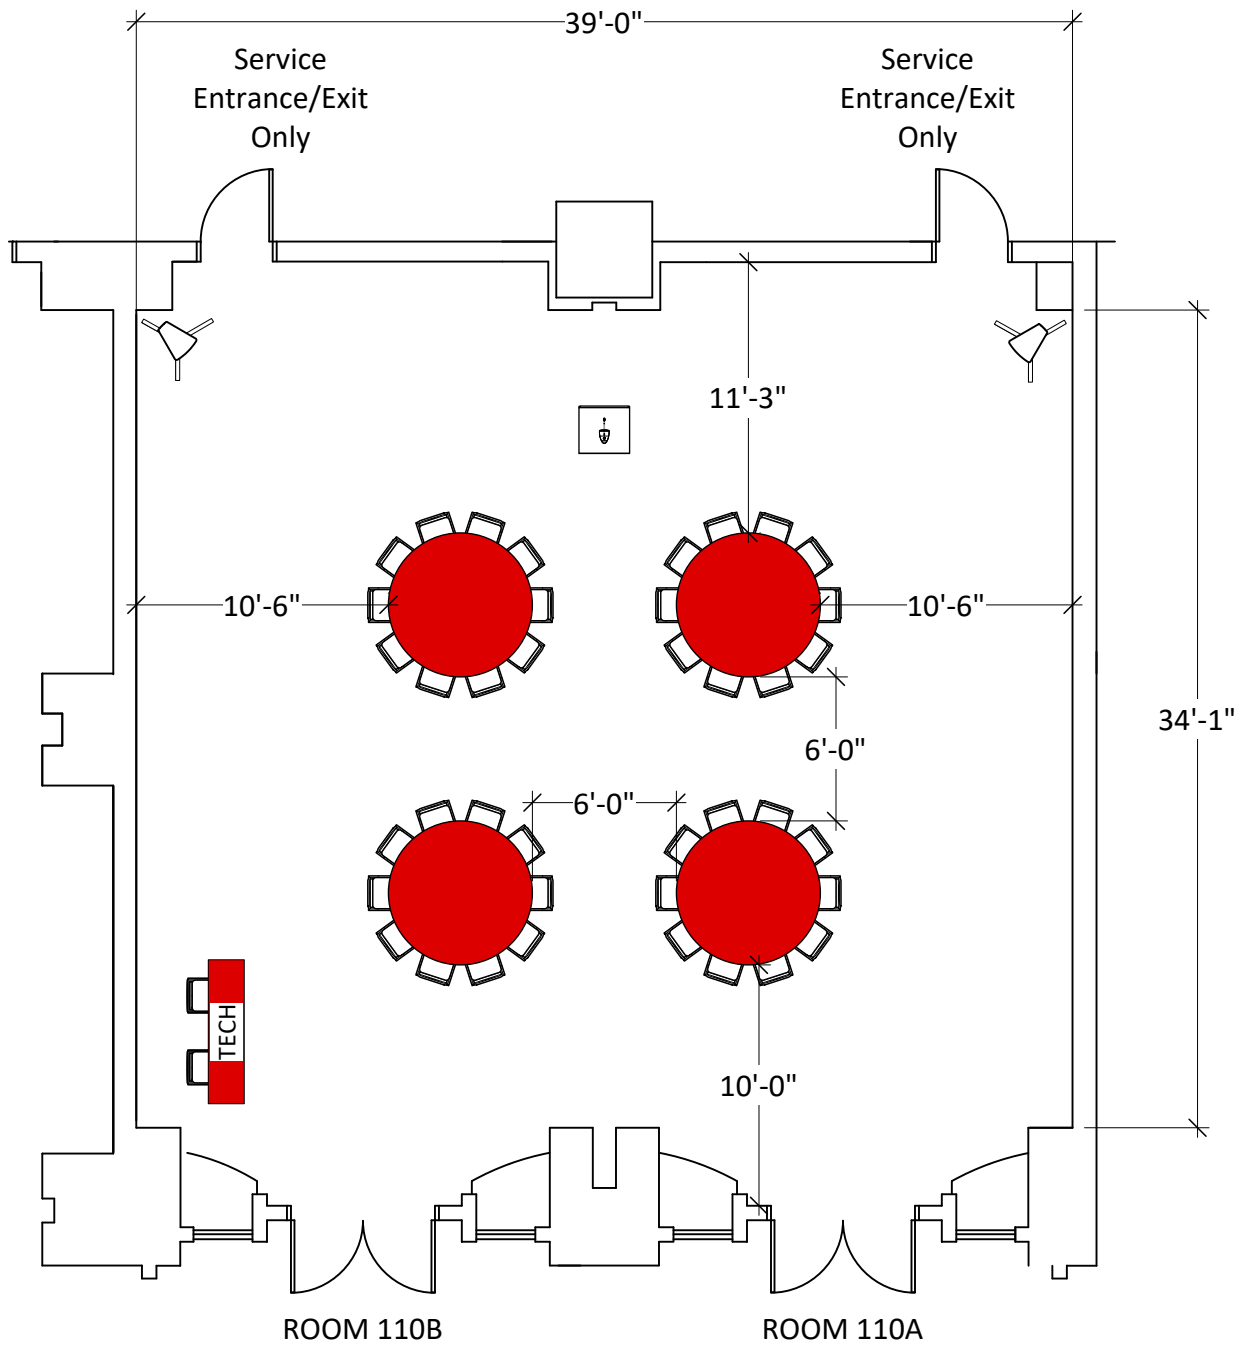 39'-0"
Service
Entrance/Exit
Only
Service
Entrance/Exit
Only
11'-3"
10'-6"
10'-6"
34'-1"
6'-0"
6'-0"
TECH
10'-0"
ROOM 110B
ROOM 110A